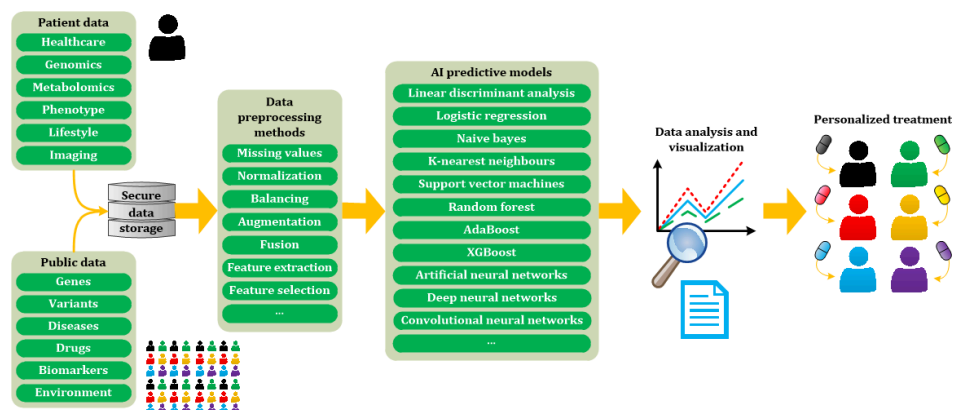 Patient data
Healthcare
Genomics
Metabolomics
Phenotype
Lifestyle
Imaging
Secure
data
storage
Public data
Genes
Variants
Diseases
Drugs
Biomarkers
Environment
Data
preprocessing
methods
Missing values
Normalization
Balancing
Augmentation
Fusion
Feature extraction
Feature selection
...
AI predictive models
Linear discriminant analysis
Logistic regression
Naive bayes
K-nearest neighbours
Support vector machines
Random forest
AdaBoost
XGBoost
Artificial neural networks
Deep neural networks
Convolutional neural networks
...
Data analysis and
visualization
Personalized treatment